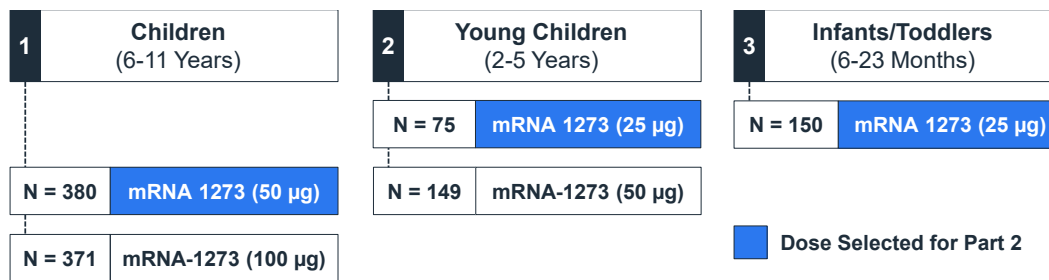 1
Children
(6-11 Years)
N = 380
mRNA 1273 (50 µg)
N = 371
mRNA-1273 (100 µg)
2
Young Children
(2-5 Years)
N = 75
mRNA 1273 (25 µg)
N = 149
mRNA-1273 (50 µg)
3
Infants/Toddlers
(6-23 Months)
N = 150
mRNA 1273 (25 µg)
Dose Selected for Part 2